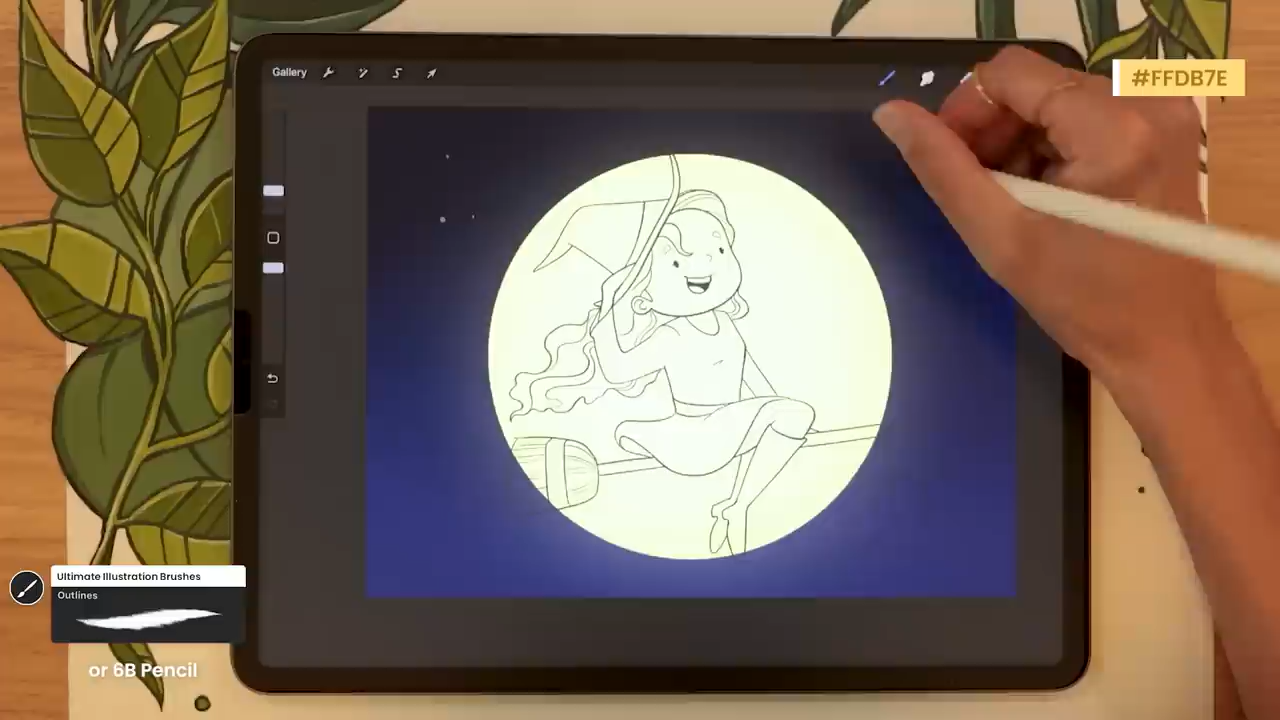 Gallery
#FFDB7E
Ultimate Illustration Brushes
Outlines
or 6B Pencil